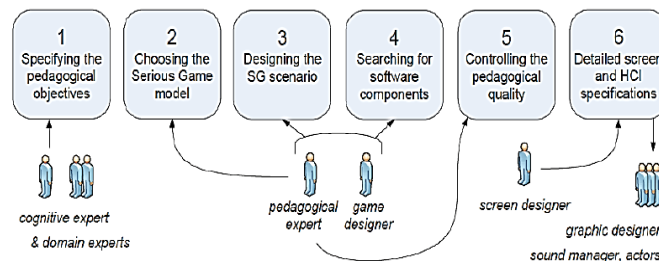 1
Specifying the
pedagogical
objectives
2
Choosing the
Serious Game
model
3
Designing the
SG scenario
4
Searching for
software
components
5
Controlling the
pedagogical
quality
6
Detailed screen
and HCI
specifications
cognitive expert
& domain experts
pedagogical
expert
game
designer
screen designer
graphic designer
sound manager, actors